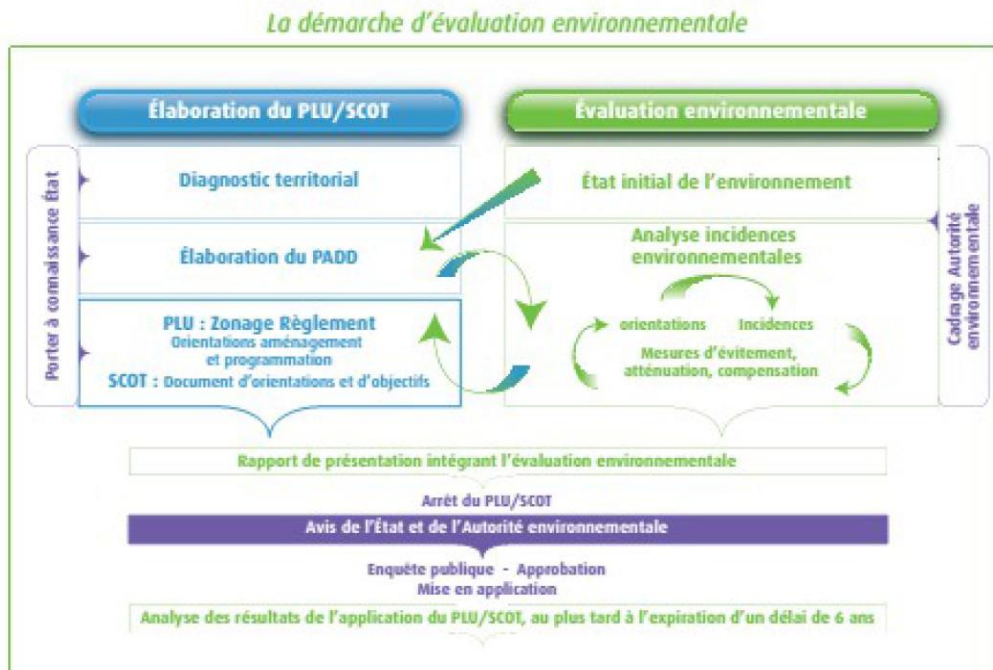 La démarche d'évaluation environnementale
Élaboration du PLU/SCOT
Évaluation environnementale
Porter à connaissance État
Diagnostic territorial
État initial de l'environnement
Élaboration du PADD
Analyse incidences
environnementales
PLU : Zonage Règlement
Orientations aménagement
et programmation
SCOT : Document d'orientations et d'objectifs
orientations
Incidences
Mesures d'évitement,
atténuation, compensation
Cadrage Autorité
environnementale
Rapport de présentation intégrant l'évaluation environnementale
Arrêt du PLU/SCOT
Avis de l'État et de l'Autorité environnementale
Enquête publique - Approbation
Mise en application
Analyse des résultats de l'application du PLU/SCOT, au plus tard à l'expiration d'un délai de 6 ans